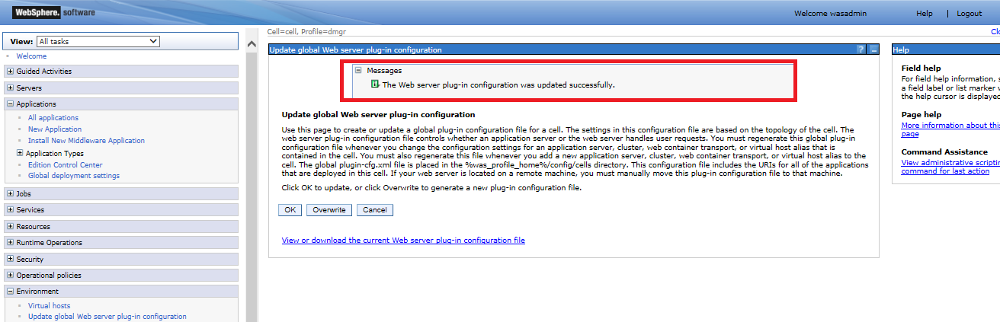 WebSphere. software
Welcome wasadmin
Help | Logout
View: All tasks
Welcome
Guided Activities
Servers
Applications
All applications
New Application
Install New Middleware Application
Application Types
Edition Control Center
Global deployment settings
Jobs
Services
Resources
Runtime Operations
Security
Operational policies
Environment
Virtual hosts
Update global Web server plug-in configuration
Cell=cell, Profile=dmgr
Update global Web server plug-in configuration ? _
Messages
The Web server plug-in configuration was updated successfully.
Update global Web server plug-in configuration
Use this page to create or update a global plug-in configuration file for a cell. The settings in this configuration file are based on the topology of the cell. The
web server plug-in configuration file controls whether an application server or the web server handles user requests. You must regenerate this global plug-in
configuration file whenever you change the configuration settings for an application server, cluster, web container transport, or virtual host alias that is
contained in the cell. You must also regenerate this file whenever you add a new application server, cluster, web container transport, or virtual host alias to the
cell. The global plugin-cfg.xml file is placed in the %was_profile_home%/config/cells directory. This configuration file includes the URIs for all of the applications
that are deployed in this cell. If your web server is located on a remote machine, you must manually move this plug-in configuration file to that machine.
Click OK to update, or click Overwrite to generate a new plug-in configuration file.
OK Overwrite Cancel
View or download the current Web server plug-in configuration file
Help
Field help
For field help information,
a field label or list marker
the help cursor is displayed
Page help
More information about this
page
Command Assistance
View administrative scripting
command for last action